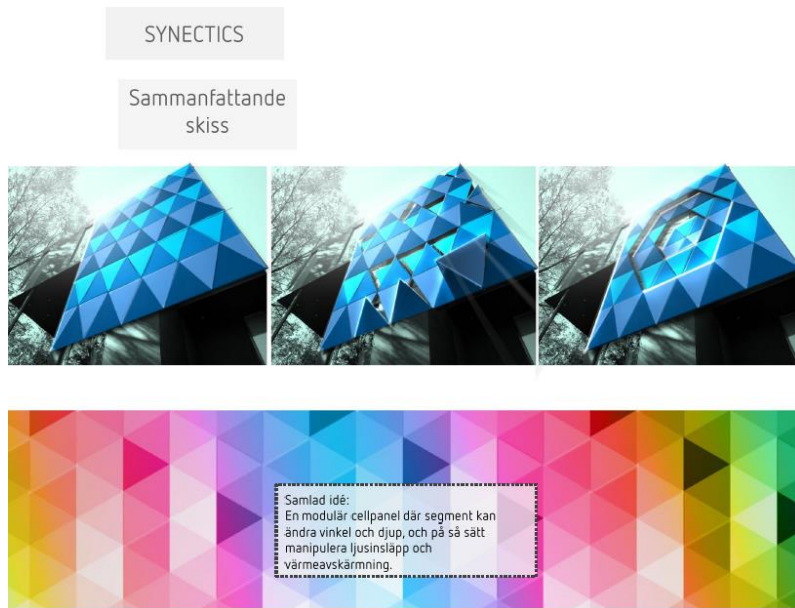 SYNECTICS
Sammanfattande
skiss
Samlad idé:
En modulär cellpanel där segment kan
ändra vinkel och djup, och på så sätt
manipulera ljusinsläpp och
värmeavskärmning.